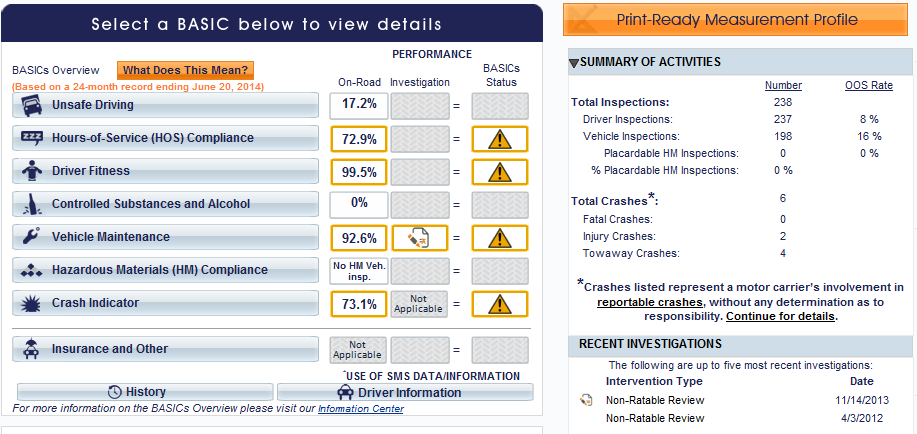 Select a BASIC below to view details
PERFORMANCE
BASICs Overview What Does This Mean? On-Road Investigation BASICs Status
(Based on a 24-month record ending June 20, 2014)
Unsafe Driving 17.2% =
Hours-of-Service (HOS) Compliance 72.9% =
Driver Fitness 99.5% =
Controlled Substances and Alcohol 0% =
Vehicle Maintenance 92.6% =
Hazardous Materials (HM) Compliance No HM Veh. insp. =
Crash Indicator 73.1% Not Applicable =
Insurance and Other Not Applicable =
*USE OF SMS DATA/INFORMATION
History Driver Information
For more information on the BASICs Overview please visit our Information Center
Print-Ready Measurement Profile
SUMMARY OF ACTIVITIES
Number OOS Rate
Total Inspections: 238
Driver Inspections: 237 8 %
Vehicle Inspections: 198 16 %
Placardable HM Inspections: 0 0 %
% Placardable HM Inspections: 0 %
Total Crashes*: 6
Fatal Crashes: 0
Injury Crashes: 2
Towaway Crashes: 4
*Crashes listed represent a motor carrier's involvement in
reportable crashes, without any determination as to
responsibility. Continue for details.
RECENT INVESTIGATIONS
The following are up to five most recent investigations:
Intervention Type Date
Non-Ratable Review 11/14/2013
Non-Ratable Review 4/3/2012